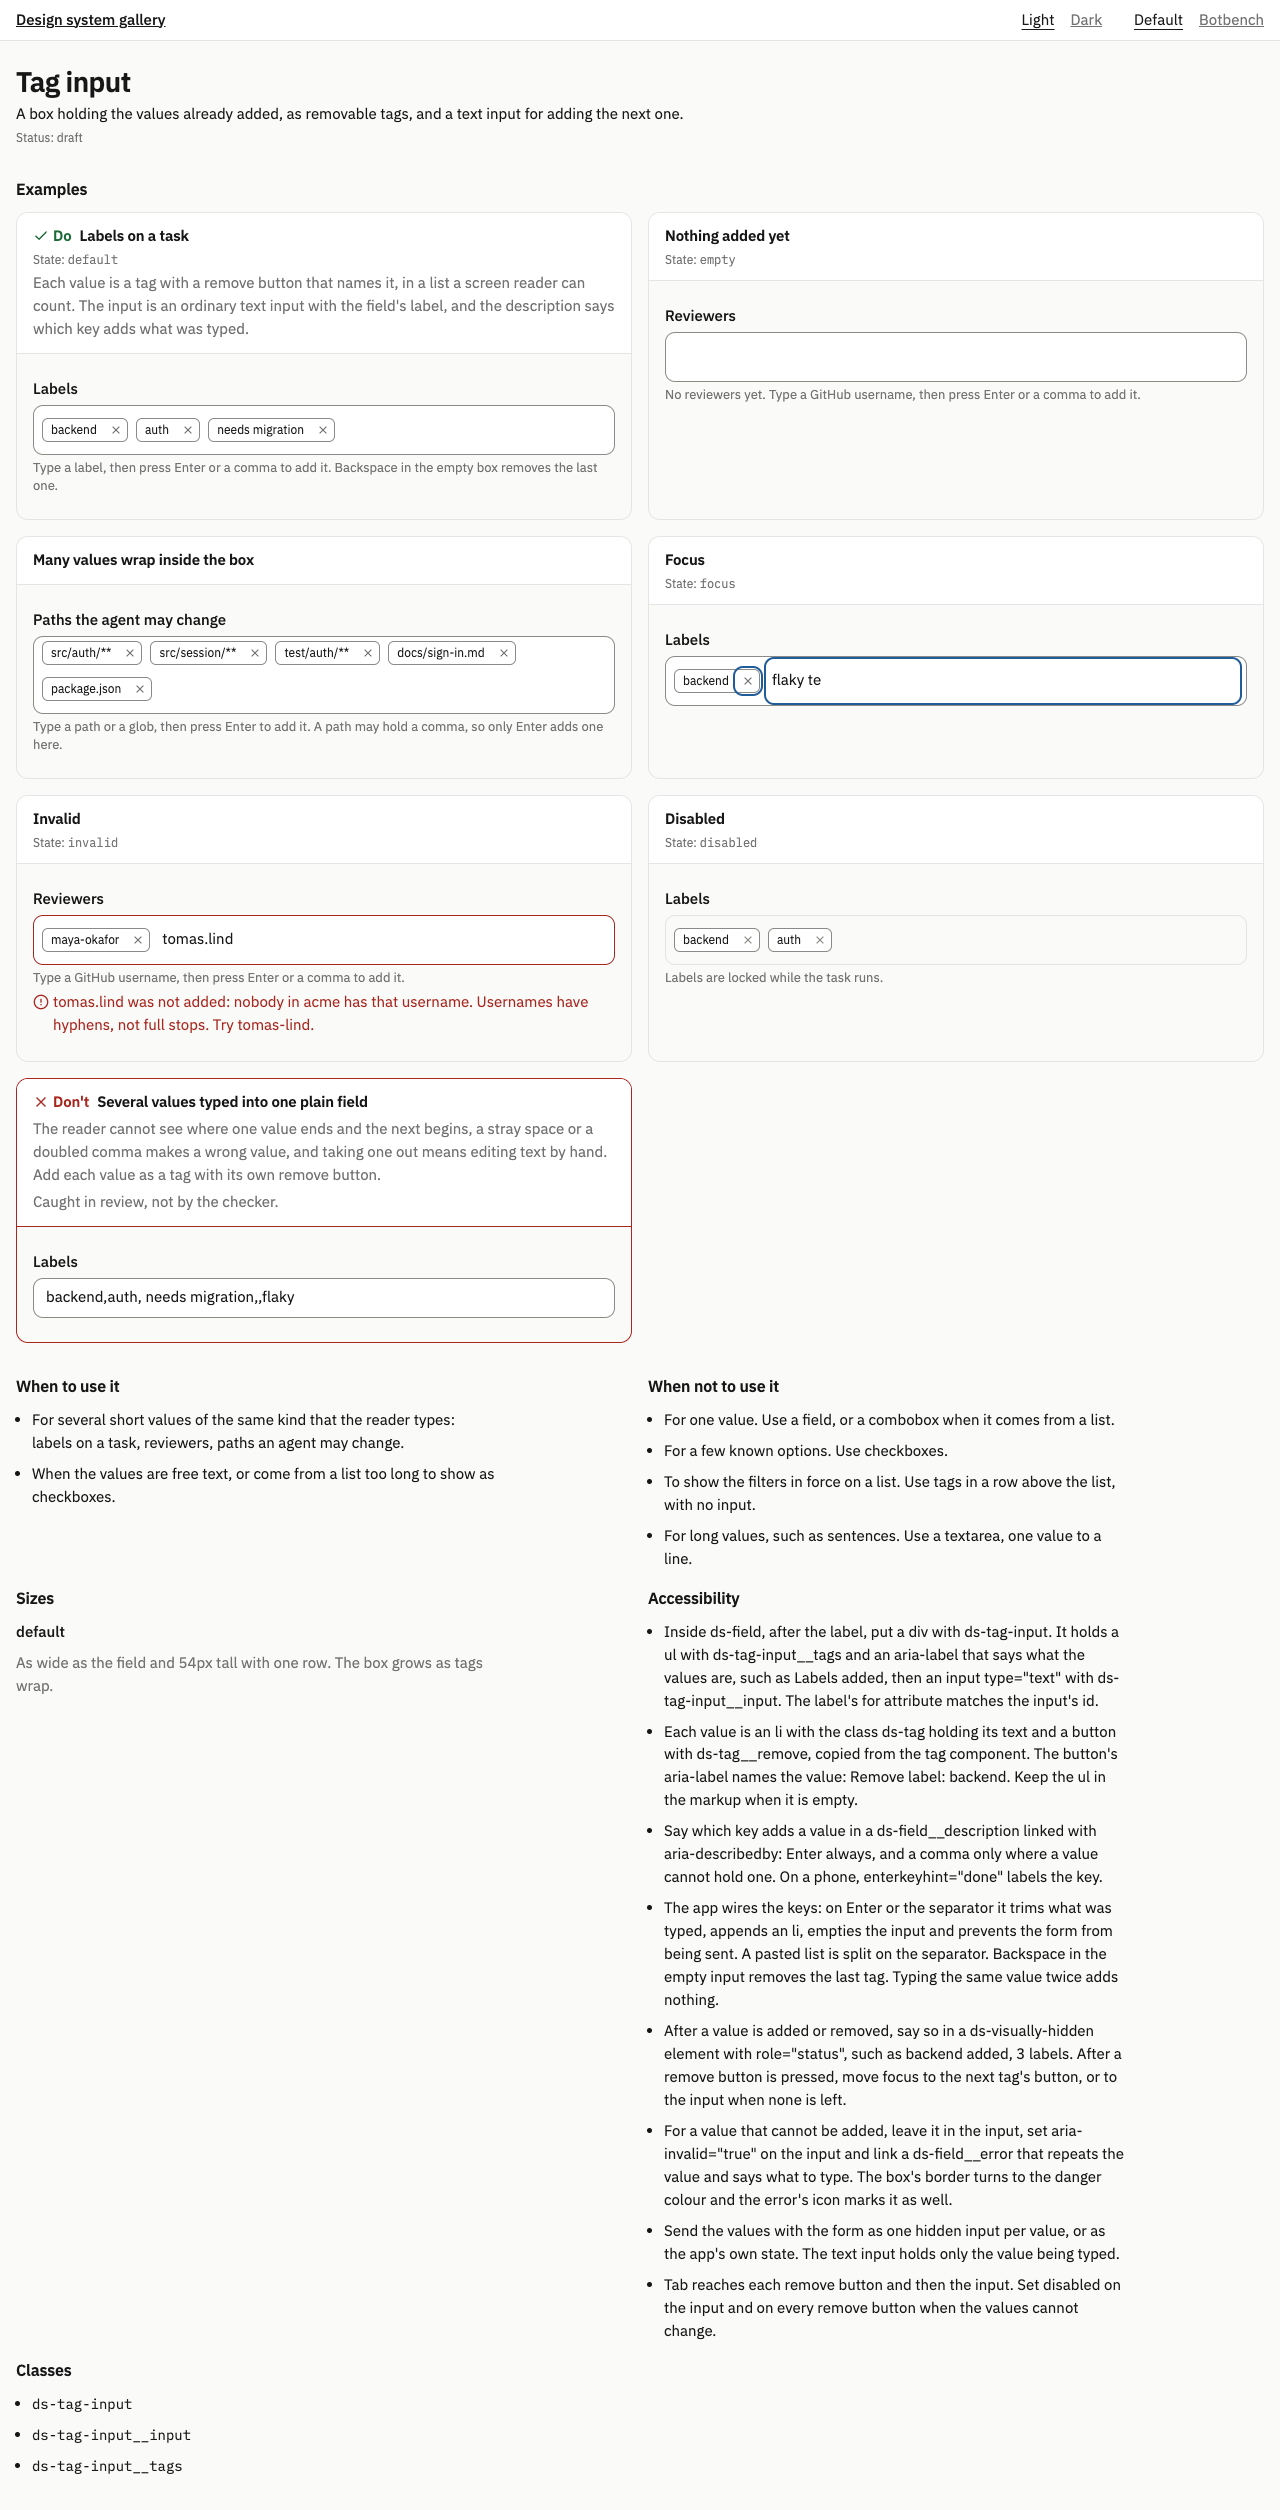 Design system gallery
Light Dark Default Botbench
Tag input
A box holding the values already added, as removable tags, and a text input for adding the next one.
Status: draft
Examples
Do Labels on a task
State: default
Each value is a tag with a remove button that names it, in a list a screen reader can
count. The input is an ordinary text input with the field's label, and the description says
which key adds what was typed.
Labels
backend auth needs migration
Type a label, then press Enter or a comma to add it. Backspace in the empty box removes the last
one.
Nothing added yet
State: empty
Reviewers
No reviewers yet. Type a GitHub username, then press Enter or a comma to add it.
Many values wrap inside the box
Paths the agent may change
src/auth/** src/session/** test/auth/** docs/sign-in.md
package.json
Type a path or a glob, then press Enter to add it. A path may hold a comma, so only Enter adds one
here.
Focus
State: focus
Labels
backend flaky te
Invalid
State: invalid
Reviewers
maya-okafor tomas.lind
Type a GitHub username, then press Enter or a comma to add it.
tomas.lind was not added: nobody in acme has that username. Usernames have
hyphens, not full stops. Try tomas-lind.
Disabled
State: disabled
Labels
backend auth
Labels are locked while the task runs.
Don't Several values typed into one plain field
The reader cannot see where one value ends and the next begins, a stray space or a
doubled comma makes a wrong value, and taking one out means editing text by hand.
Add each value as a tag with its own remove button.
Caught in review, not by the checker.
Labels
backend,auth, needs migration,,flaky
When to use it
For several short values of the same kind that the reader types:
labels on a task, reviewers, paths an agent may change.
When the values are free text, or come from a list too long to show as
checkboxes.
When not to use it
For one value. Use a field, or a combobox when it comes from a list.
For a few known options. Use checkboxes.
To show the filters in force on a list. Use tags in a row above the list,
with no input.
For long values, such as sentences. Use a textarea, one value to a
line.
Sizes
default
As wide as the field and 54px tall with one row. The box grows as tags
wrap.
Accessibility
Inside ds-field, after the label, put a div with ds-tag-input. It holds a
ul with ds-tag-input__tags and an aria-label that says what the
values are, such as Labels added, then an input type="text" with ds-
tag-input__input. The label's for attribute matches the input's id.
Each value is an li with the class ds-tag holding its text and a button
with ds-tag__remove, copied from the tag component. The button's
aria-label names the value: Remove label: backend. Keep the ul in
the markup when it is empty.
Say which key adds a value in a ds-field__description linked with
aria-describedby: Enter always, and a comma only where a value
cannot hold one. On a phone, enterkeyhint="done" labels the key.
The app wires the keys: on Enter or the separator it trims what was
typed, appends an li, empties the input and prevents the form from
being sent. A pasted list is split on the separator. Backspace in the
empty input removes the last tag. Typing the same value twice adds
nothing.
After a value is added or removed, say so in a ds-visually-hidden
element with role="status", such as backend added, 3 labels. After a
remove button is pressed, move focus to the next tag's button, or to
the input when none is left.
For a value that cannot be added, leave it in the input, set aria-
invalid="true" on the input and link a ds-field__error that repeats the
value and says what to type. The box's border turns to the danger
colour and the error's icon marks it as well.
Send the values with the form as one hidden input per value, or as
the app's own state. The text input holds only the value being typed.
Tab reaches each remove button and then the input. Set disabled on
the input and on every remove button when the values cannot
change.
Classes
ds-tag-input
ds-tag-input__input
ds-tag-input__tags